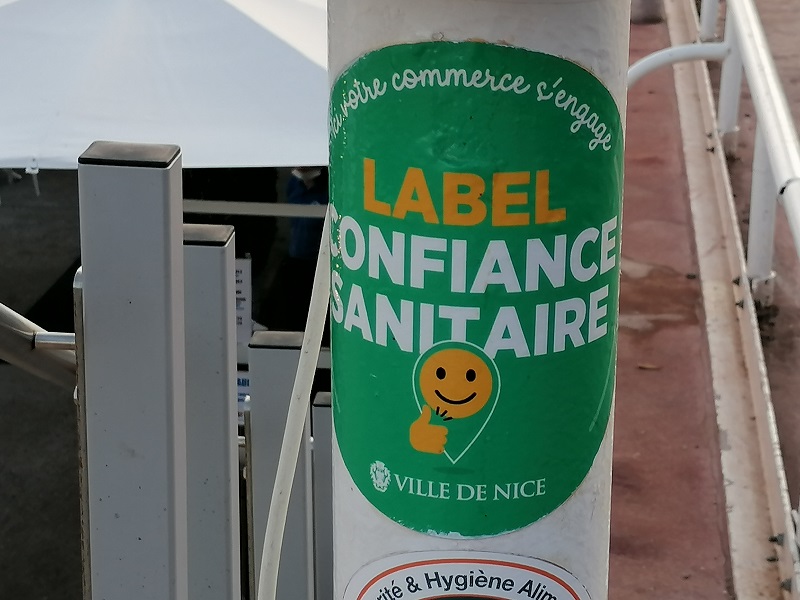 votre commerce s'engage
LABEL
CONFIANCE
SANITAIRE
VILLE DE NICE
& Hygiène